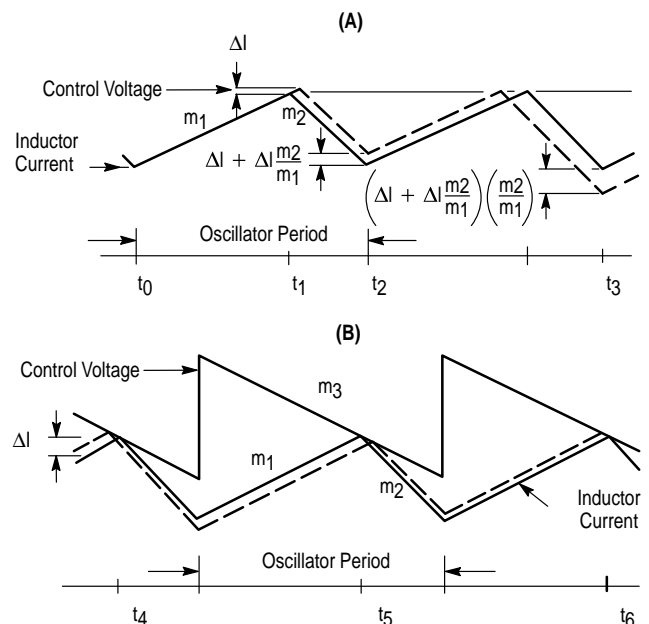 (A)
ΔI
Control Voltage
m1
m2
Inductor
Current
ΔI + ΔI m2/m1
(ΔI + ΔI m2/m1) (m2/m1)
Oscillator Period
t0
t1
t2
t3
(B)
Control Voltage
m3
ΔI
m1
m2
Inductor
Current
Oscillator Period
t4
t5
t6